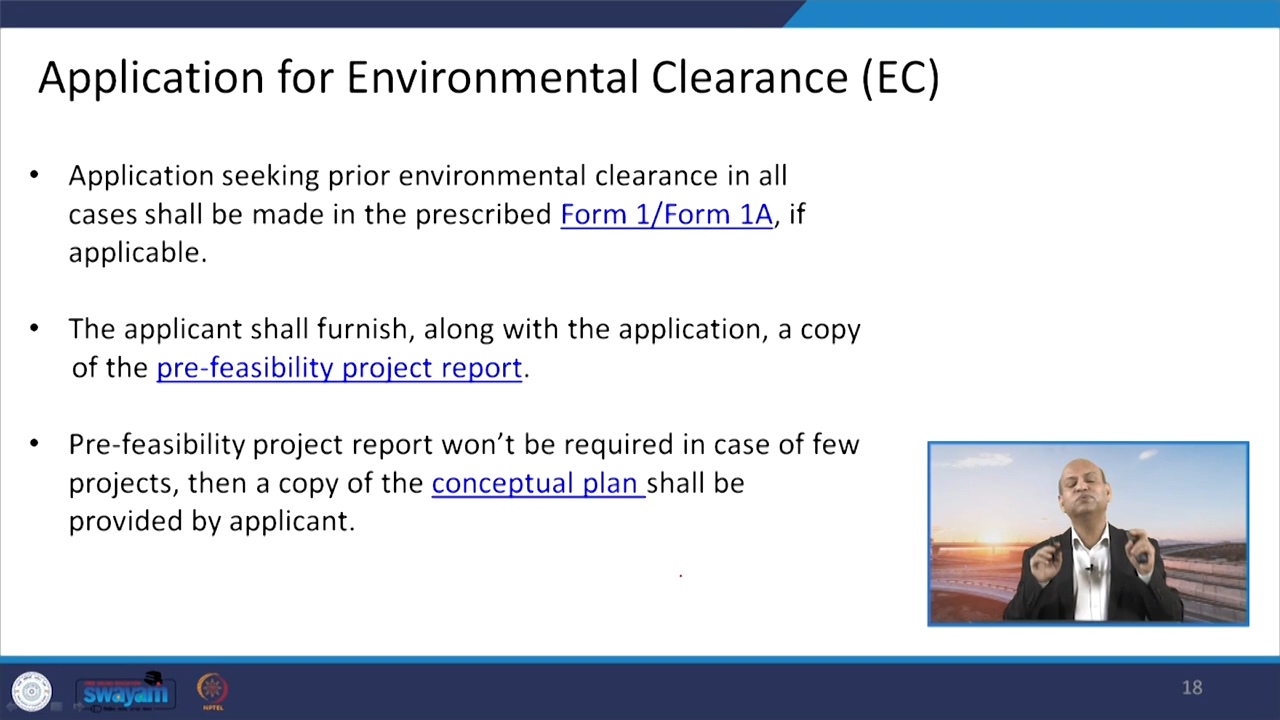 Application for Environmental Clearance (EC)
• Application seeking prior environmental clearance in all
cases shall be made in the prescribed Form 1/Form 1A, if
applicable.
• The applicant shall furnish, along with the application, a copy
of the pre-feasibility project report.
• Pre-feasibility project report won't be required in case of few
projects, then a copy of the conceptual plan shall be
provided by applicant.
swayam
NPTEL
18